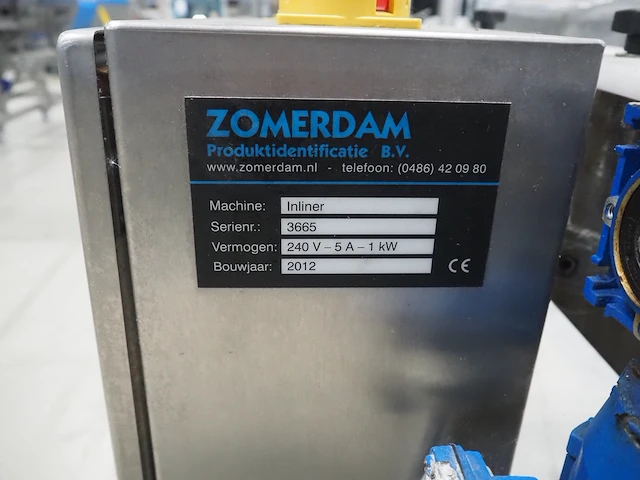 ZOMERDAM
Produktidentificatie B.V.
www.zomerdam.nl - telefoon: (0486) 42 09 80
Machine: Inliner
Serienr.: 3665
Vermogen: 240 V – 5 A – 1 kW
Bouwjaar: 2012 CE